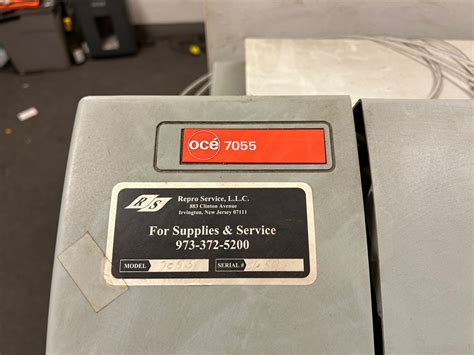 océ 7055
R/S
Repro Service, L.L.C.
883 Clinton Avenue
Irvington, New Jersey 07111
For Supplies & Service
973-372-5200
MODEL
SERIAL #